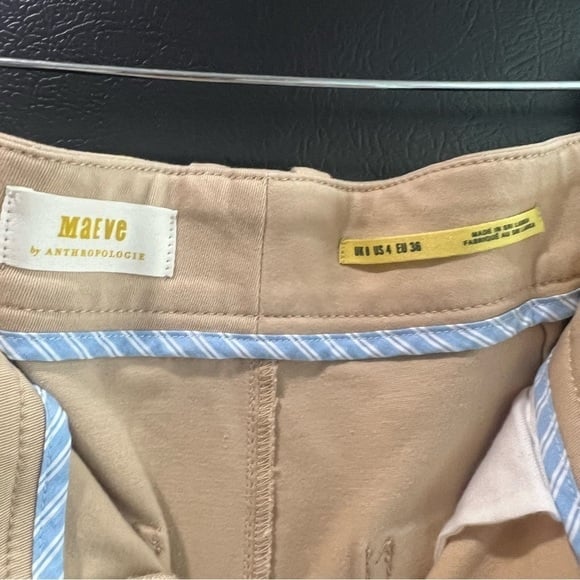 Maeve
by ANTHROPOLOGIE
UK 8 US 4 EU 36
MADE IN SRI LANKA
FABRIQUÉ AU SRI LANKA